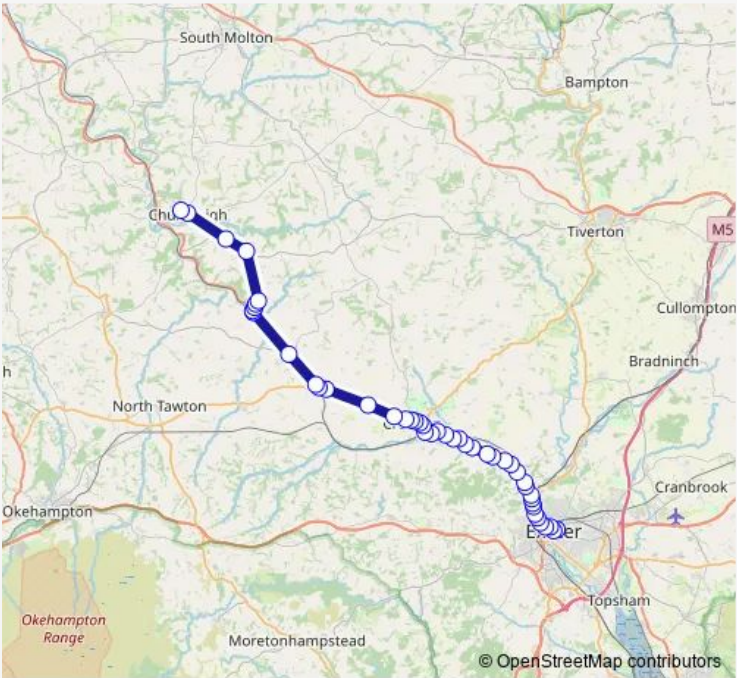 South Molton
Bampton
Tiverton
M5
Cullompton
Bradninch
h
North Tawton
Cranbrook
Okehampton
Topsham
Okehampton
Range
Moretonhampstead
© OpenStreetMap contributors